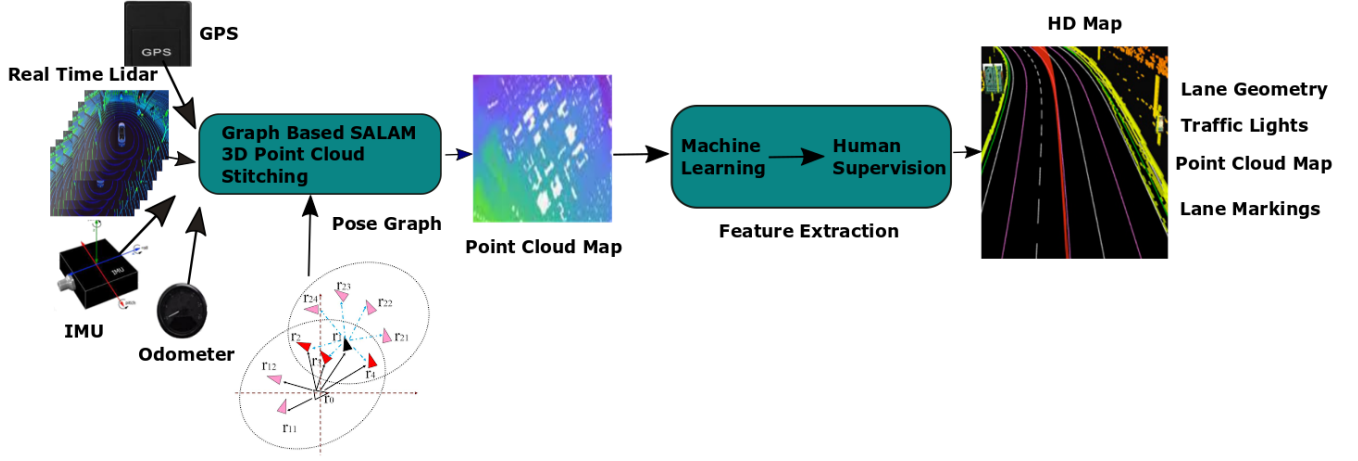 GPS
GPS
HD Map
Real Time Lidar
Lane Geometry
Graph Based SALAM
3D Point Cloud
Stitching
Machine
Learning
Human
Supervision
Traffic Lights
Point Cloud Map
Lane Markings
Pose Graph
Point Cloud Map
Feature Extraction
IMU
IMU
Odometer
r24
r23
r22
r21
r2
r3
r4
r12
r0
r11